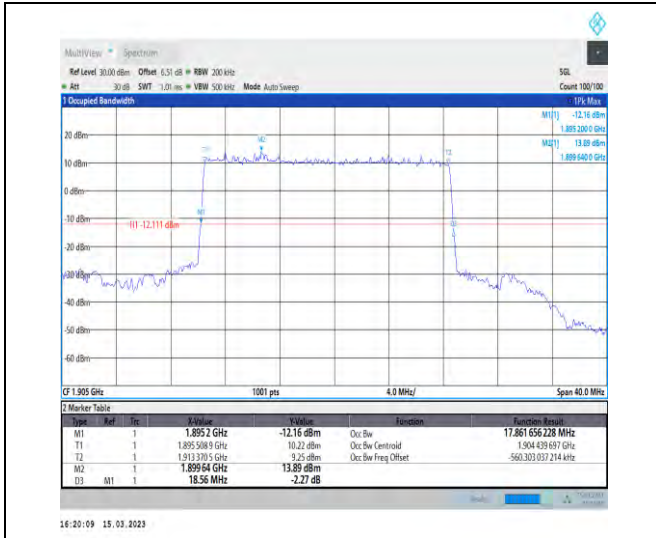 MultiView Spectrum
Ref Level 30.00 dBm Offset 6.51 dB RBW 200 kHz SGL
Att 30 dB SWT 1.01 ms VBW 500 kHz Mode Auto Sweep Count 100/100
1 Occupied Bandwidth 1Pk Max
M1[1] -12.16 dBm
1.895 200 0 GHz
M2[1] 13.89 dBm
1.899 640 0 GHz
20 dBm
M2
T1
T2
10 dBm
0 dBm
M1
-10 dBm
H1 -12.111 dBm
D3
-20 dBm
-30 dBm
-40 dBm
-50 dBm
-60 dBm
CF 1.905 GHz 1001 pts 4.0 MHz/ Span 40.0 MHz
2 Marker Table
Type Ref Trc X-Value Y-Value Function Function Result
M1 1 1.895 2 GHz -12.16 dBm Occ Bw 17.861 656 228 MHz
T1 1 1.895 508 9 GHz 10.22 dBm Occ Bw Centroid 1.904 439 697 GHz
T2 1 1.913 370 5 GHz 9.25 dBm Occ Bw Freq Offset -560.303 037 214 kHz
M2 1 1.899 64 GHz 13.89 dBm
D3 M1 1 18.56 MHz -2.27 dB
16:20:09 15.03.2023